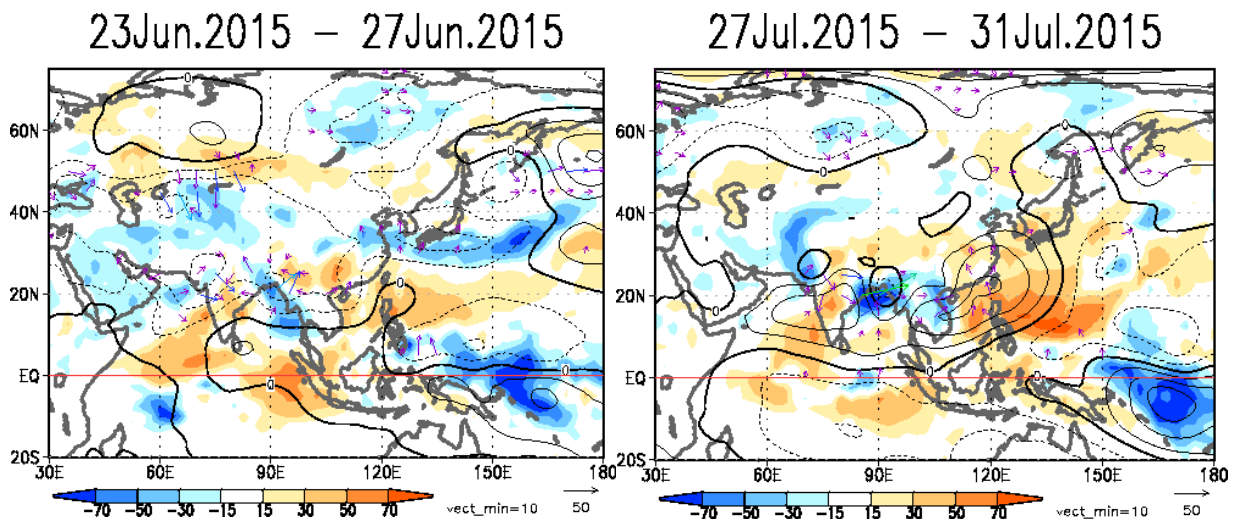 23Jun.2015 – 27Jun.2015
27Jul.2015 – 31Jul.2015
0
0
0
0
0
0
0
0
0
0
60N
40N
20N
EQ
20S
30E 60E 90E 120E 150E 180
60N
40N
20N
EQ
20S
30E 60E 90E 120E 150E 180
-70 -50 -30 -15 15 30 50 70
vect_min=10
50
-70 -50 -30 -15 15 30 50 70
vect_min=10
50